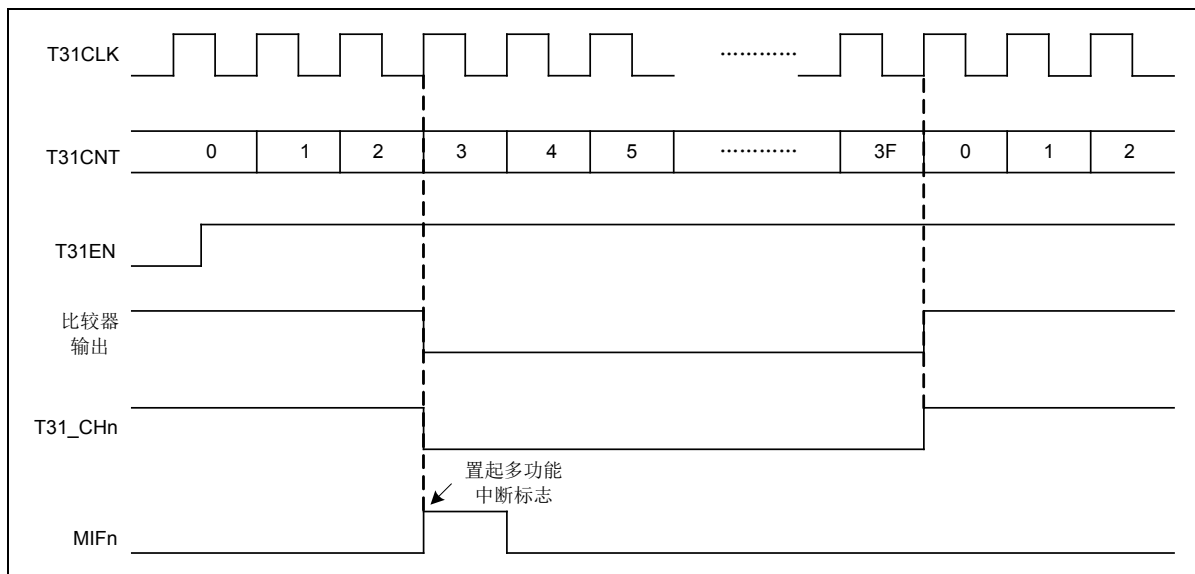 T31CLK
…………
T31CNT 0 1 2 3 4 5 ………… 3F 0 1 2
T31EN
比较器
输出
T31_CHn
置起多功能
中断标志
MIFn